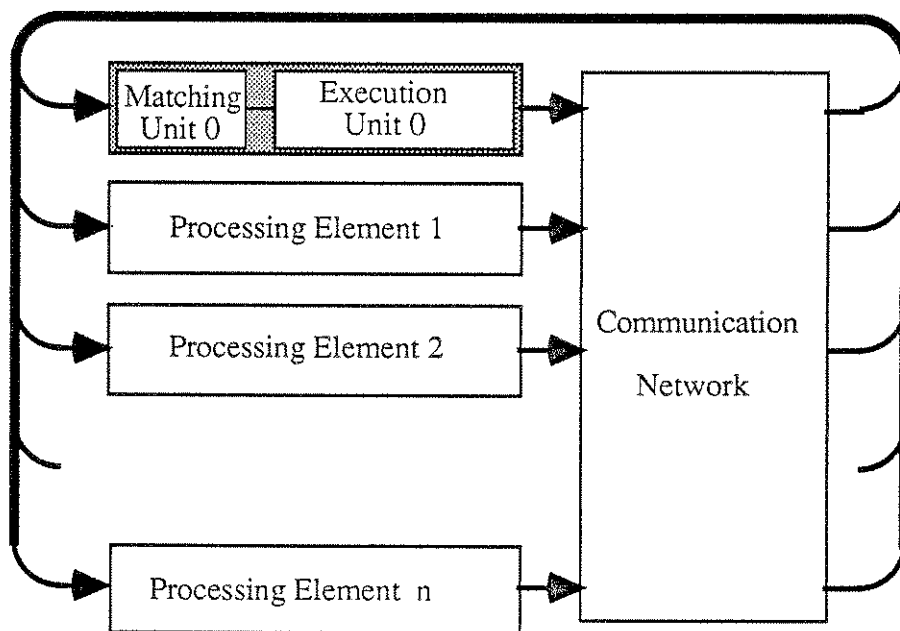 Matching
Unit 0
Execution
Unit 0
Processing Element 1
Processing Element 2
Communication
Network
Processing Element n